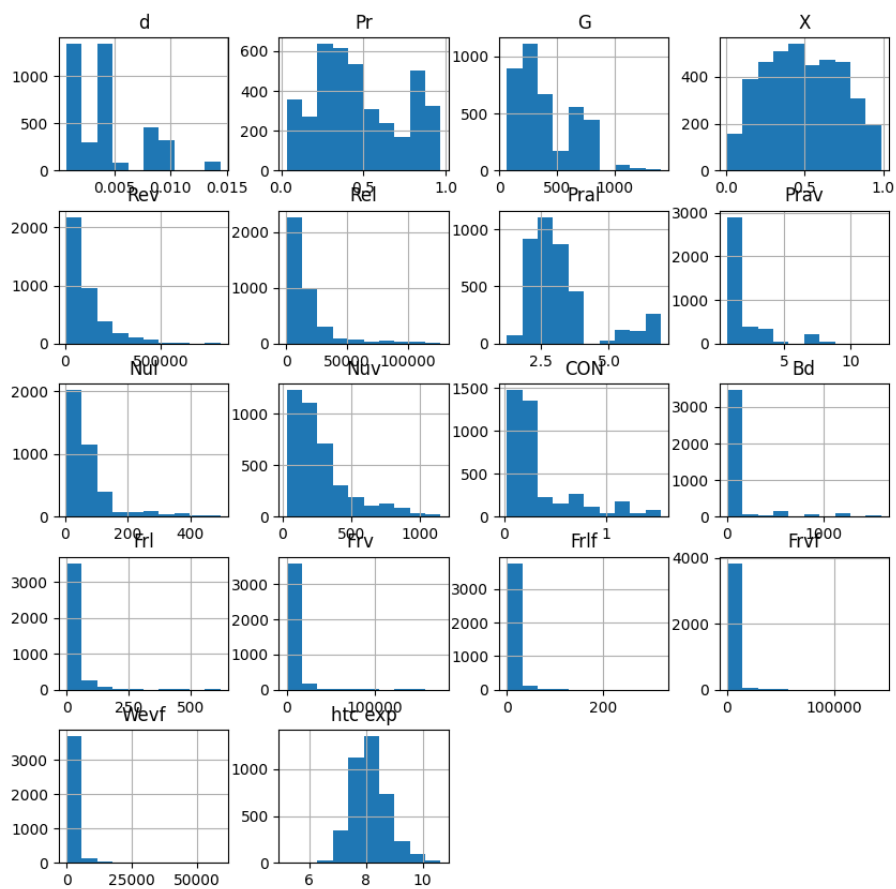 d Pr G X
1000 500 0
600 400 200 0
1000 500 0
400 200 0
0.005 0.010 0.015
0.0 0.5 1.0
0 500 1000
0.0 0.5 1.0
Rev Rel Pral Prav
2000 1000 0
2000 1000 0
1000 500 0
3000 2000 1000 0
0 500000
0 50000 100000
2.5 5.0
5 10
Nul Nuv CON Bd
2000 1000 0
1000 500 0
1500 1000 500 0
3000 2000 1000 0
0 200 400
0 500 1000
0 1
0 1000
Frl Frv Frlf Frvf
3000 2000 1000 0
3000 2000 1000 0
3000 2000 1000 0
4000 2000 0
0 250 500
0 100000
0 200
0 100000
Wevf htc exp
3000 2000 1000 0
1000 500 0
0 25000 50000
6 8 10